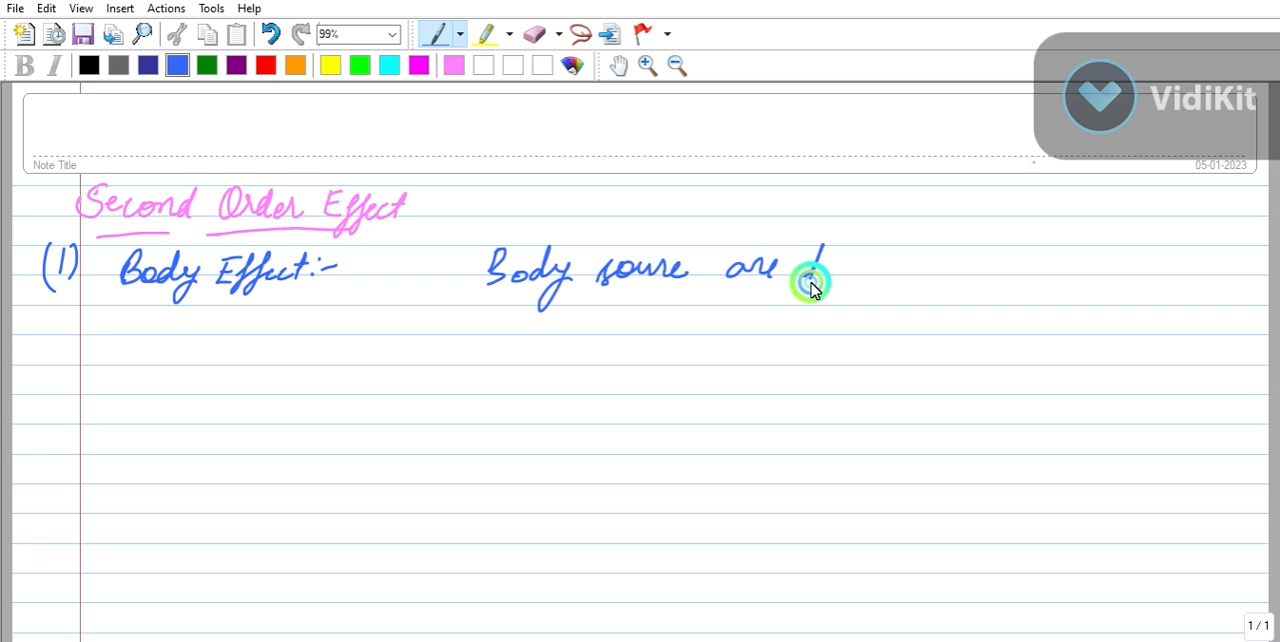 File Edit View Insert Actions Tools Help
99%
B I
VidiKit
Note Title
05-01-2023
Second Order Effect
(1) Body Effect:- Body soure are
1 / 1